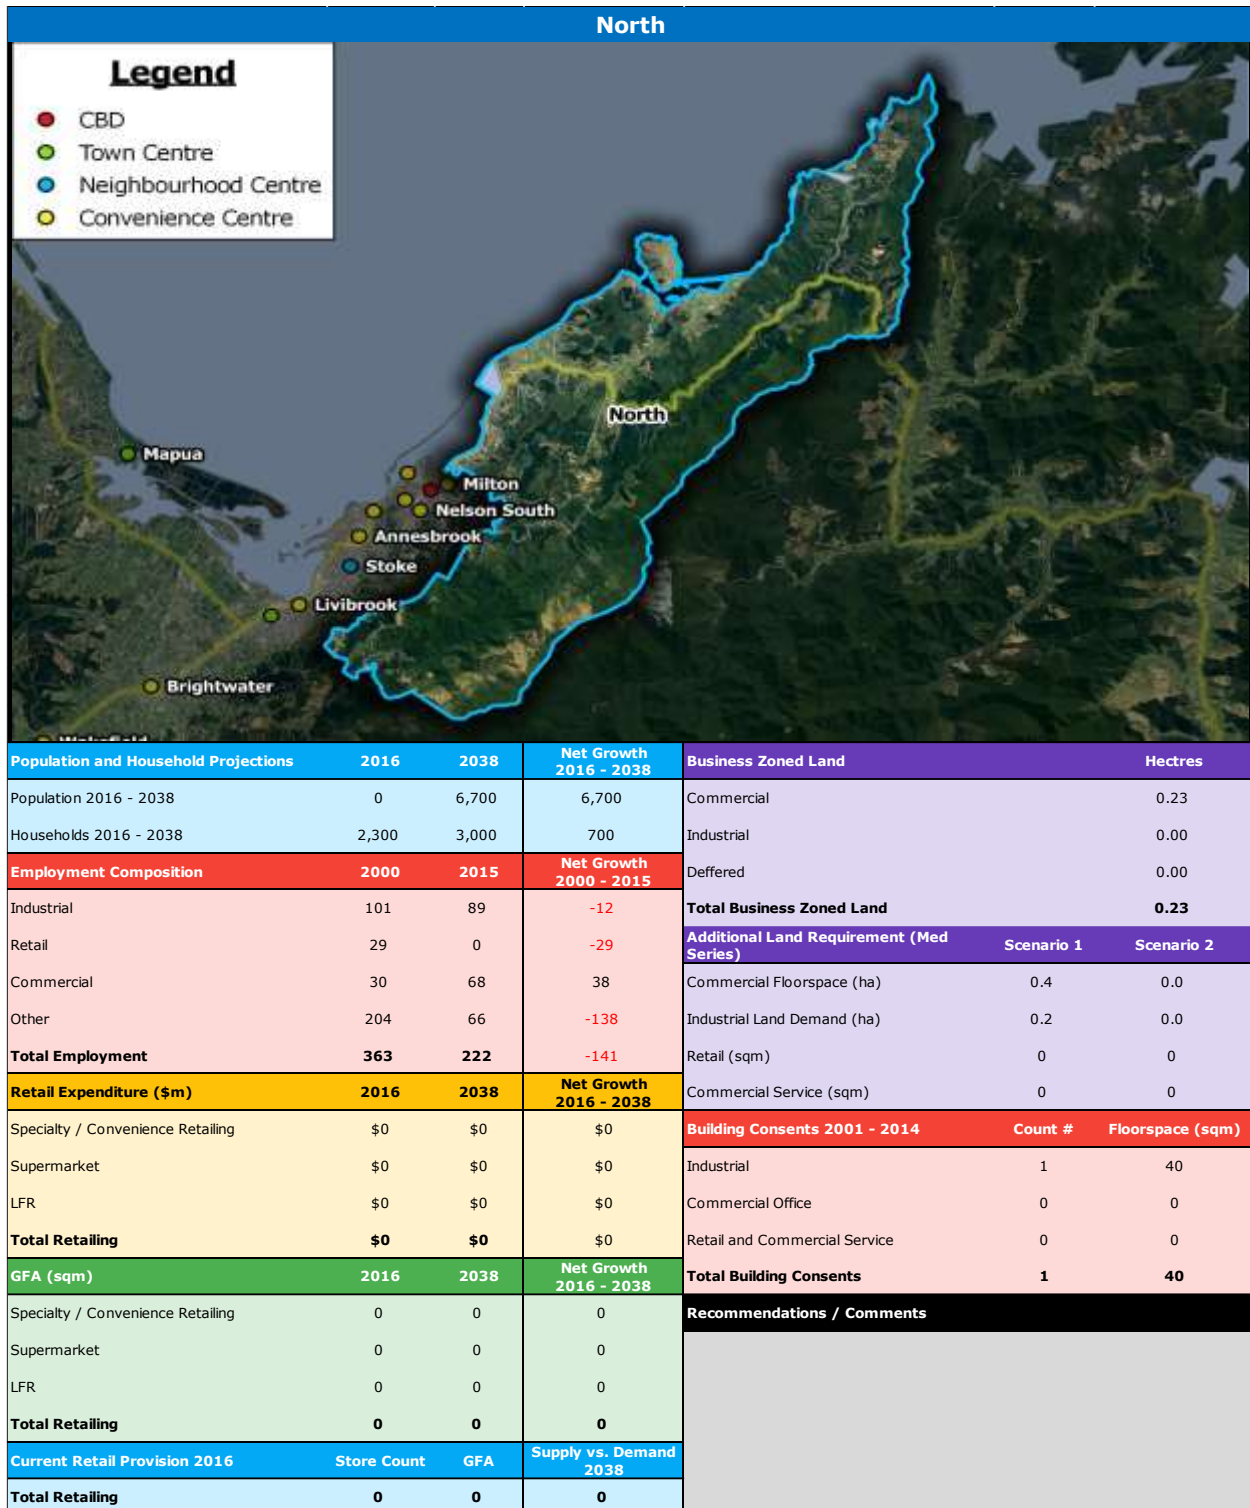 North
Legend
CBD
Town Centre
Neighbourhood Centre
Convenience Centre
North
Mapua
Milton
Nelson South
Annesbrook
Stoke
Livibrook
Brightwater
Wakefield
Population and Household Projections 2016 2038 Net Growth 2016 - 2038
Population 2016 - 2038 0 6,700 6,700
Households 2016 - 2038 2,300 3,000 700
Employment Composition 2000 2015 Net Growth 2000 - 2015
Industrial 101 89 -12
Retail 29 0 -29
Commercial 30 68 38
Other 204 66 -138
Total Employment 363 222 -141
Retail Expenditure ($m) 2016 2038 Net Growth 2016 - 2038
Specialty / Convenience Retailing $0 $0 $0
Supermarket $0 $0 $0
LFR $0 $0 $0
Total Retailing $0 $0 $0
GFA (sqm) 2016 2038 Net Growth 2016 - 2038
Specialty / Convenience Retailing 0 0 0
Supermarket 0 0 0
LFR 0 0 0
Total Retailing 0 0 0
Current Retail Provision 2016 Store Count GFA Supply vs. Demand 2038
Total Retailing 0 0 0
Business Zoned Land Hectres
Commercial 0.23
Industrial 0.00
Deffered 0.00
Total Business Zoned Land 0.23
Additional Land Requirement (Med Series) Scenario 1 Scenario 2
Commercial Floorspace (ha) 0.4 0.0
Industrial Land Demand (ha) 0.2 0.0
Retail (sqm) 0 0
Commercial Service (sqm) 0 0
Building Consents 2001 - 2014 Count # Floorspace (sqm)
Industrial 1 40
Commercial Office 0 0
Retail and Commercial Service 0 0
Total Building Consents 1 40
Recommendations / Comments